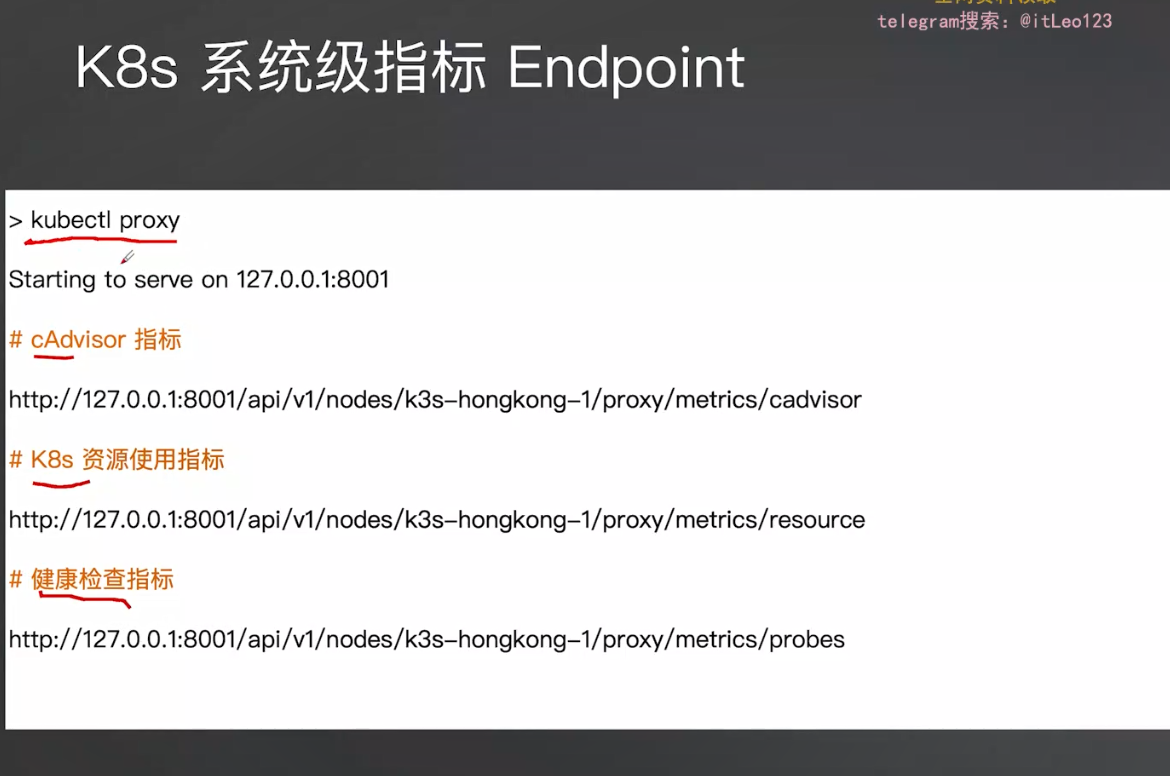 telegram搜索：@itLeo123
K8s 系统级指标 Endpoint
> kubectl proxy
Starting to serve on 127.0.0.1:8001
# cAdvisor 指标
http://127.0.0.1:8001/api/v1/nodes/k3s-hongkong-1/proxy/metrics/cadvisor
# K8s 资源使用指标
http://127.0.0.1:8001/api/v1/nodes/k3s-hongkong-1/proxy/metrics/resource
# 健康检查指标
http://127.0.0.1:8001/api/v1/nodes/k3s-hongkong-1/proxy/metrics/probes